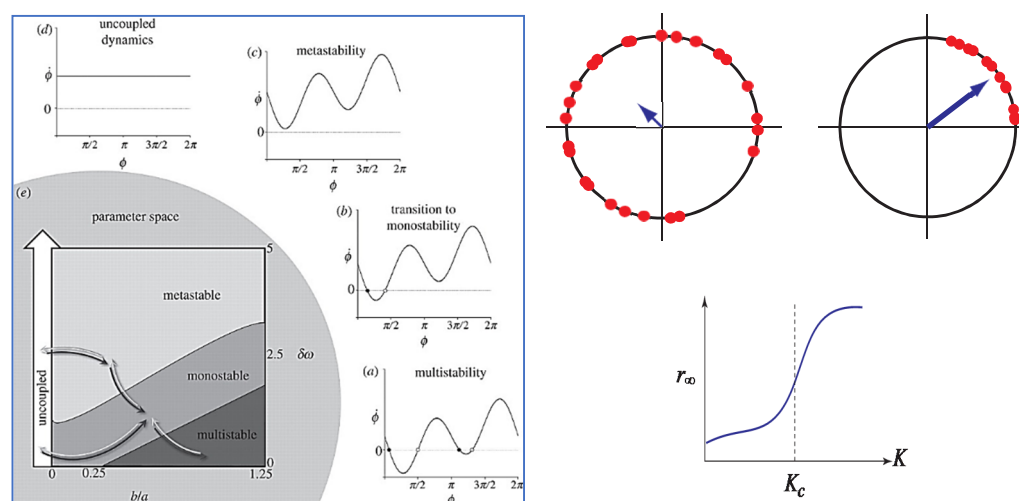 (d)
uncoupled
dynamics
ϕ̇
0
π/2 π 3π/2 2π
ϕ
(c)
metastability
ϕ̇
0
π/2 π 3π/2 2π
ϕ
(e)
parameter space
(b)
transition to
monostability
ϕ̇
0
π/2 π 3π/2 2π
ϕ
(a)
multistability
ϕ̇
0
π/2 π 3π/2 2π
ϕ
uncoupled
metastable
monostable
multistable
5
2.5 δω
0
0 0.25 1.25
b/a
r∞
K
Kc